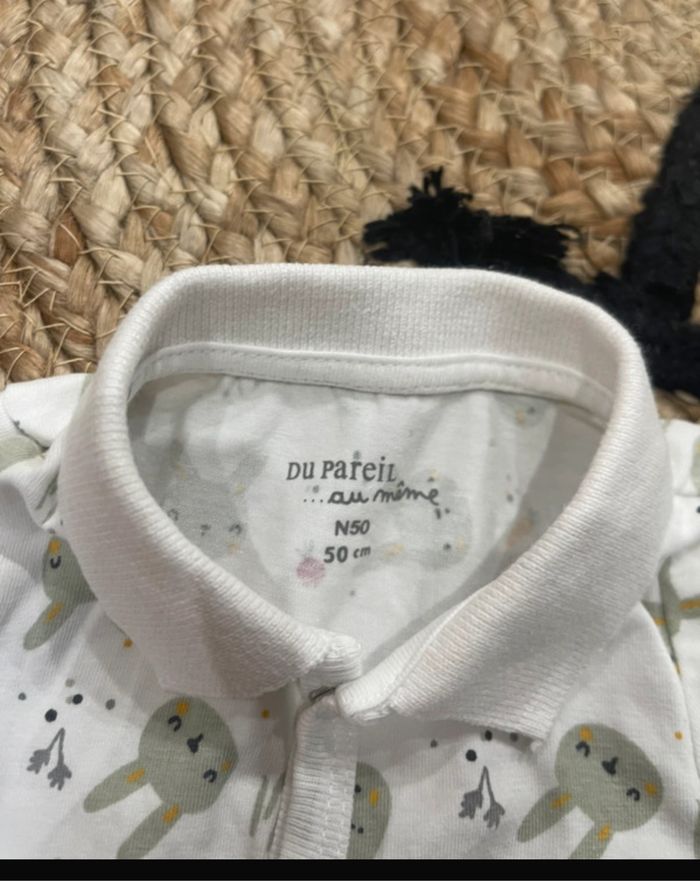 DU PAREIL
...au même
N50
50 cm